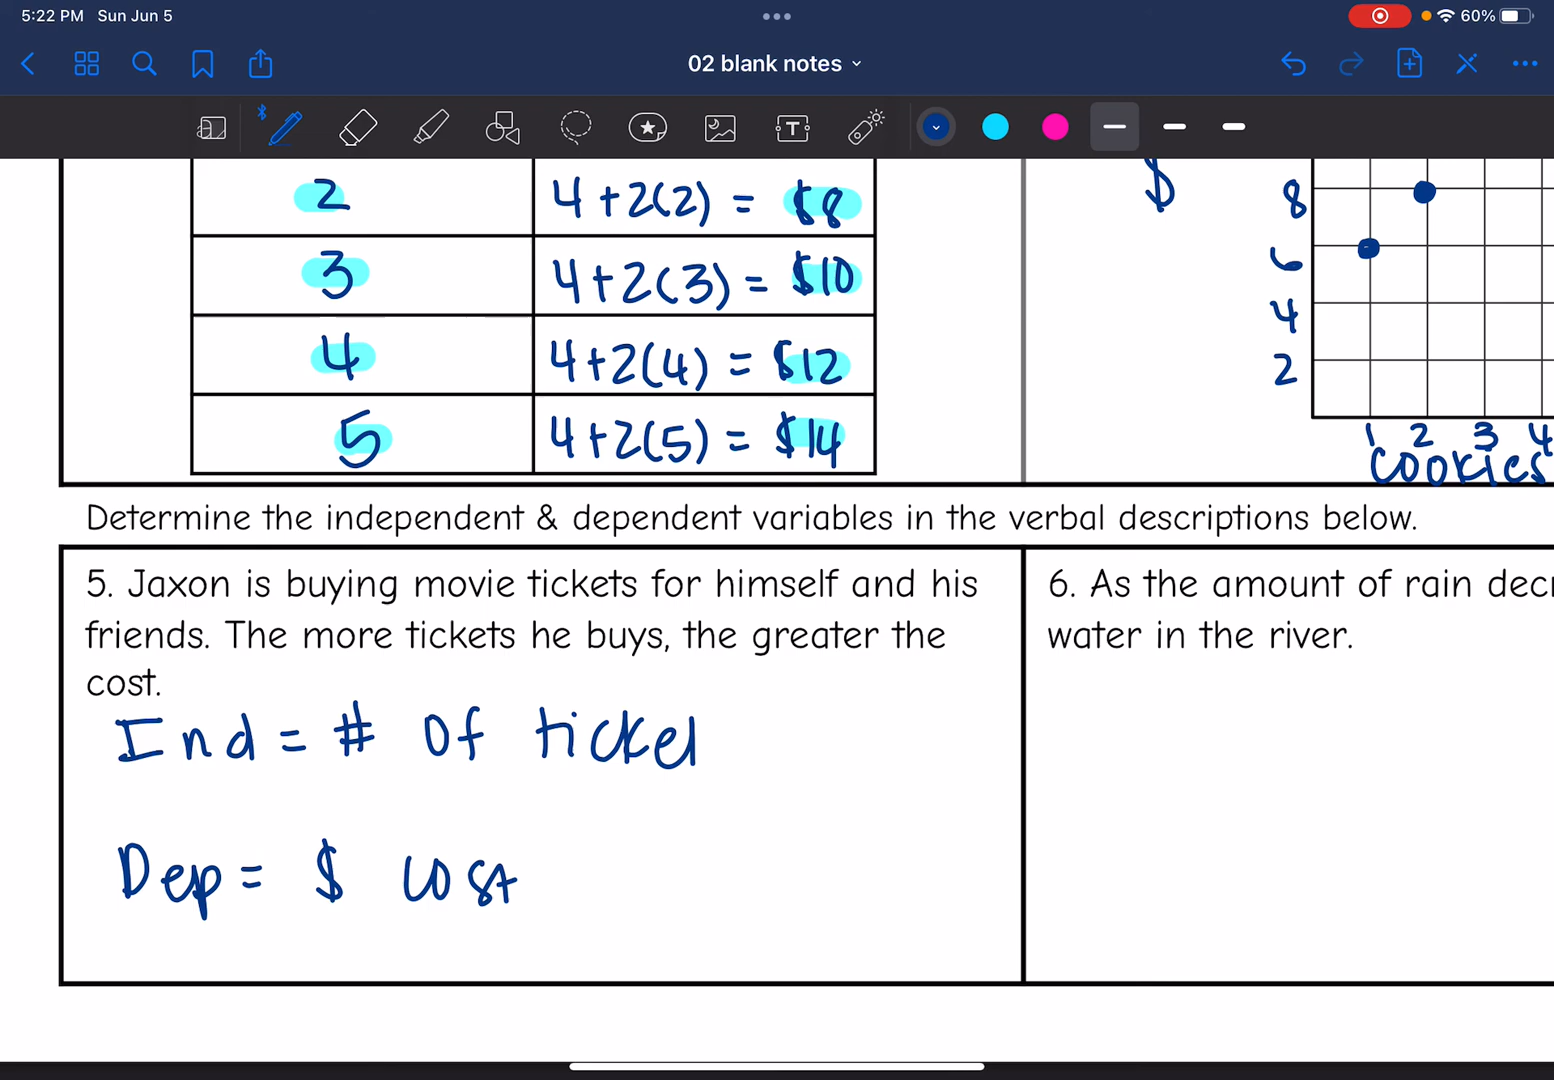 5:22 PM Sun Jun 5
60%
02 blank notes
T
2 4+2(2) = $8
3 4+2(3) = $10
4 4+2(4) = $12
5 4+2(5) = $14
$
8
6
4
2
1 2 3 4
cookies
Determine the independent & dependent variables in the verbal descriptions below.
5. Jaxon is buying movie tickets for himself and his
friends. The more tickets he buys, the greater the
cost.
Ind = # of ticket
Dep = $ cost
6. As the amount of rain decr
water in the river.